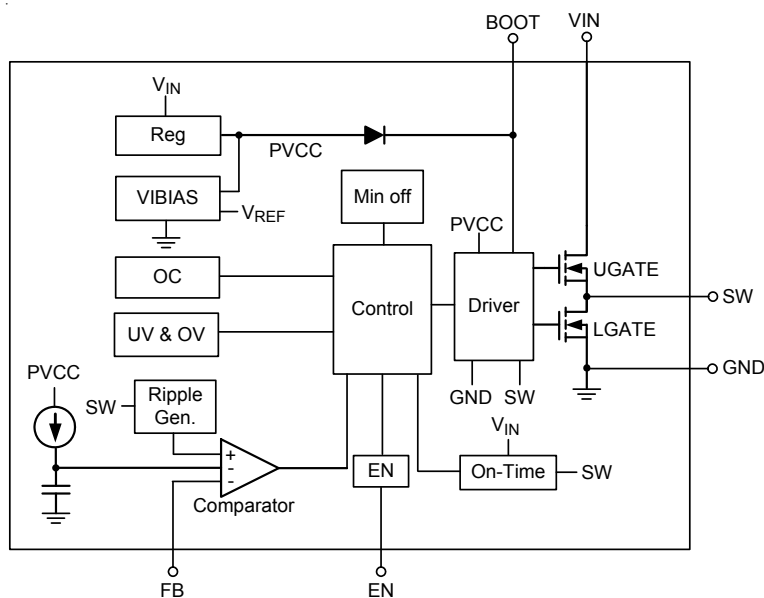 BOOT
VIN
VIN
Reg
PVCC
VIBIAS
VREF
Min off
PVCC
OC
Control
Driver
UGATE
SW
UV & OV
LGATE
PVCC
GND
GND
SW
SW
Ripple
Gen.
VIN
+
-
-
EN
On-Time
SW
Comparator
FB
EN